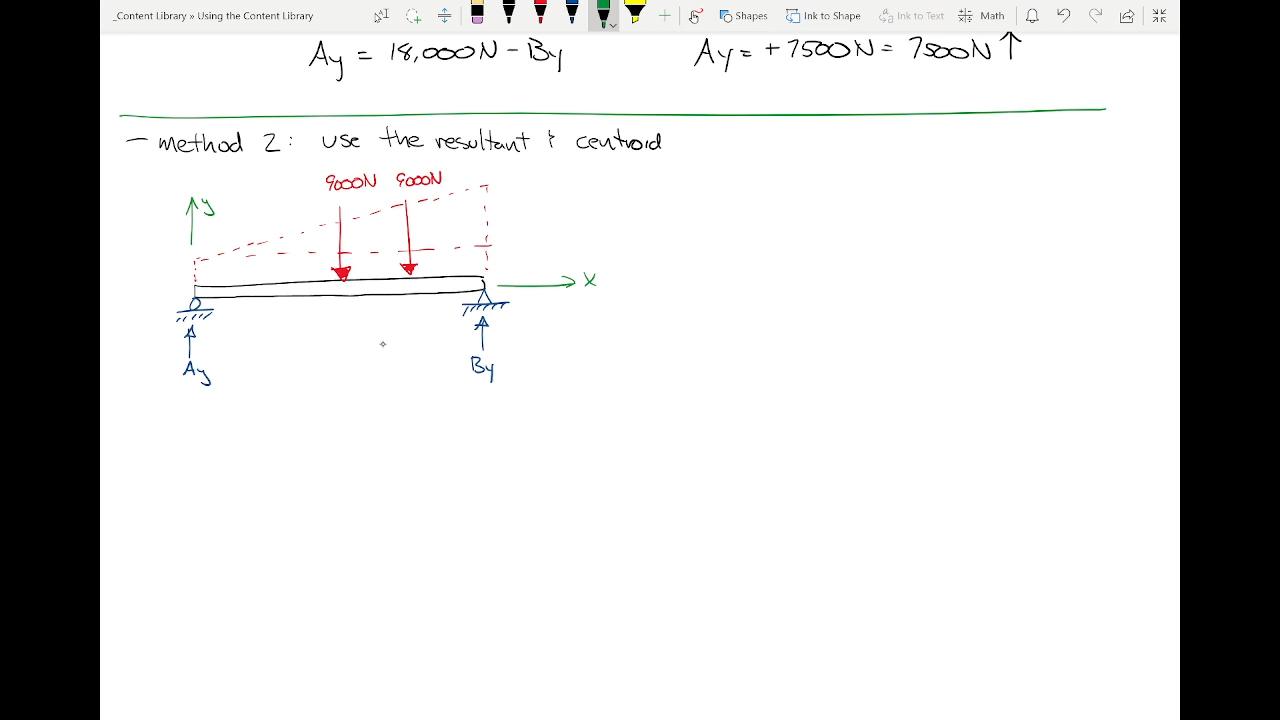 _Content Library » Using the Content Library
Shapes
Ink to Shape
Ink to Text
Math
Ay = 18,000N - By
Ay = +7500N = 7500N ↑
- method 2: use the resultant & centroid
9000N 9000N
y
x
Ay
By